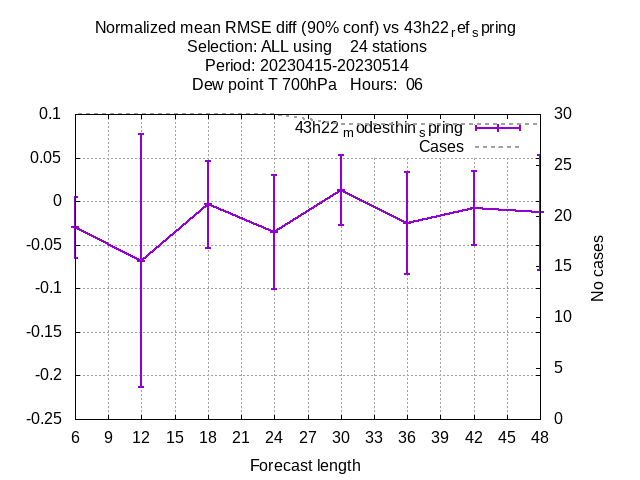 Normalized mean RMSE diff (90% conf) vs 43h22refspring
Selection: ALL using 24 stations
Period: 20230415-20230514
Dew point T 700hPa Hours: 06
0.1
0.05
0
-0.05
-0.1
-0.15
-0.2
-0.25
43h22modesthinspring
Cases
30
25
20
15
10
5
0
No cases
6 9 12 15 18 21 24 27 30 33 36 39 42 45 48
Forecast length